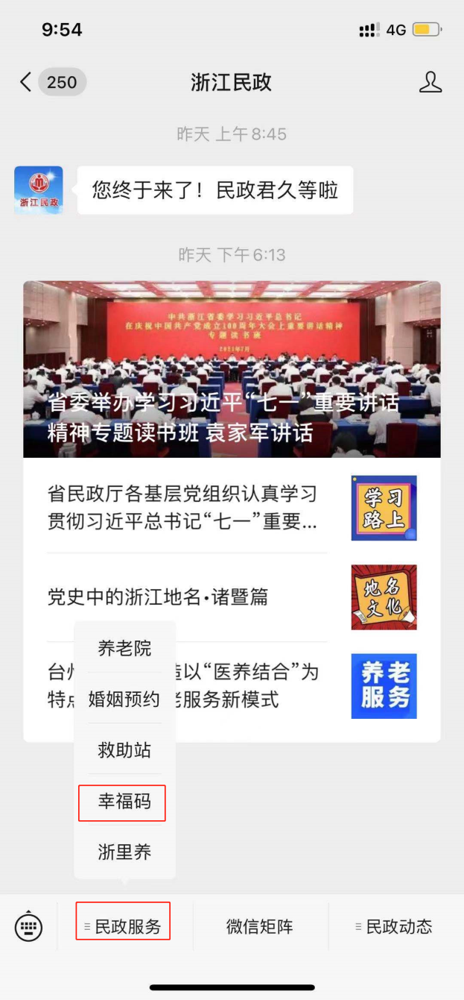 9:54
4G
250
浙江民政
昨天 上午8:45
浙江民政
您终于来了！民政君久等啦
昨天 下午6:13
中共浙江省委学习习近平总书记
在庆祝中国共产党成立100周年大会上重要讲话精神
专题读书班
2021年7月
省委举办学习习近平“七一”重要讲话
精神专题读书班 袁家军讲话
省民政厅各基层党组织认真学习
贯彻习近平总书记“七一”重要...
学习
路上
党史中的浙江地名·诸暨篇
地名
文化
台州
造以“医养结合”为
特点
老服务新模式
养老
服务
养老院
婚姻预约
救助站
幸福码
浙里养
民政服务
微信矩阵
民政动态